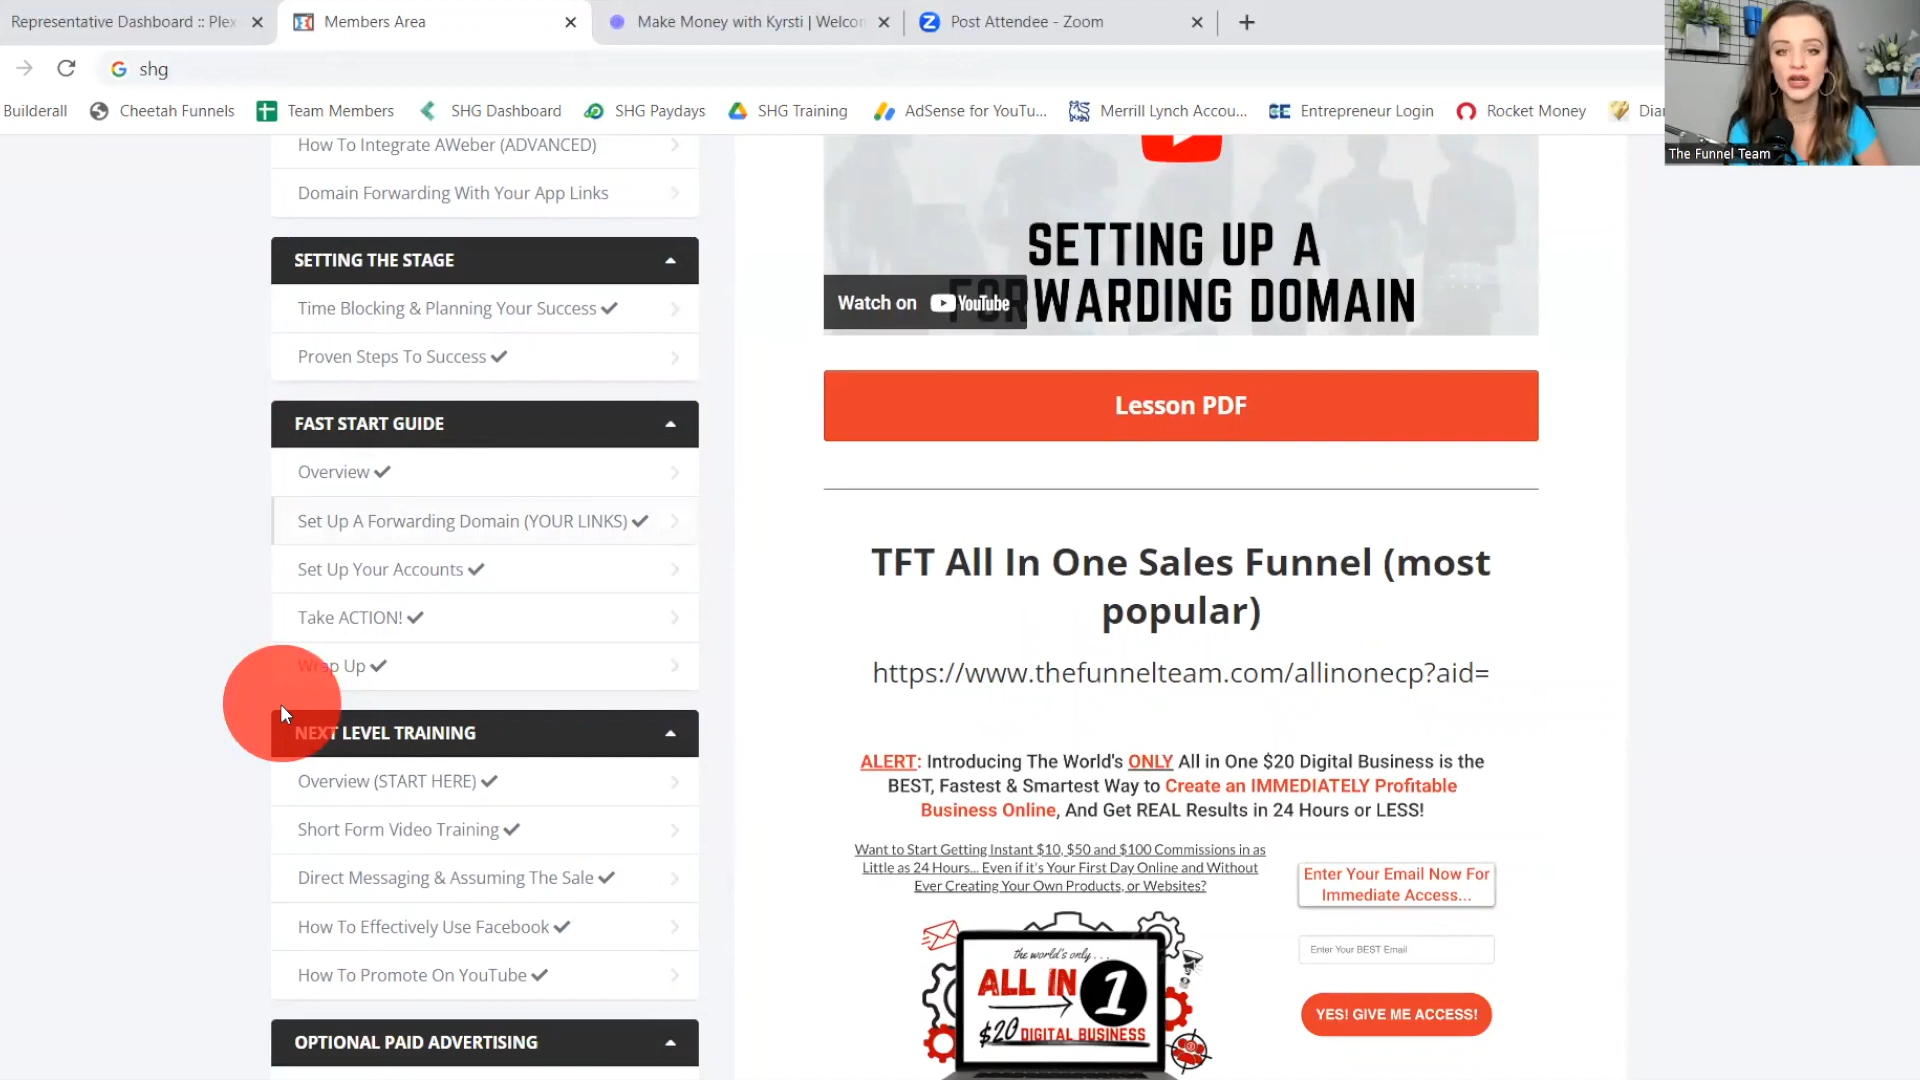 Representative Dashboard :: Plex
Members Area
Make Money with Kyrsti | Welcon
Post Attendee - Zoom
shg
Builderall
Cheetah Funnels
Team Members
SHG Dashboard
SHG Paydays
SHG Training
AdSense for YouTu...
Merrill Lynch Accou...
Entrepreneur Login
Rocket Money
Dia
The Funnel Team
How To Integrate AWeber (ADVANCED)
Domain Forwarding With Your App Links
SETTING THE STAGE
Time Blocking & Planning Your Success
Proven Steps To Success
FAST START GUIDE
Overview
Set Up A Forwarding Domain (YOUR LINKS)
Set Up Your Accounts
Take ACTION!
Wrap Up
NEXT LEVEL TRAINING
Overview (START HERE)
Short Form Video Training
Direct Messaging & Assuming The Sale
How To Effectively Use Facebook
How To Promote On YouTube
OPTIONAL PAID ADVERTISING
SETTING UP A
FORWARDING DOMAIN
Watch on YouTube
Lesson PDF
TFT All In One Sales Funnel (most
popular)
https://www.thefunnelteam.com/allinonecp?aid=
ALERT: Introducing The World's ONLY All in One $20 Digital Business is the
BEST, Fastest & Smartest Way to Create an IMMEDIATELY Profitable
Business Online, And Get REAL Results in 24 Hours or LESS!
Want to Start Getting Instant $10, $50 and $100 Commissions in as
Little as 24 Hours... Even if it's Your First Day Online and Without
Ever Creating Your Own Products, or Websites?
the world's only...
ALL IN 1
$20 DIGITAL BUSINESS
Enter Your Email Now For
Immediate Access...
Enter Your BEST Email
YES! GIVE ME ACCESS!